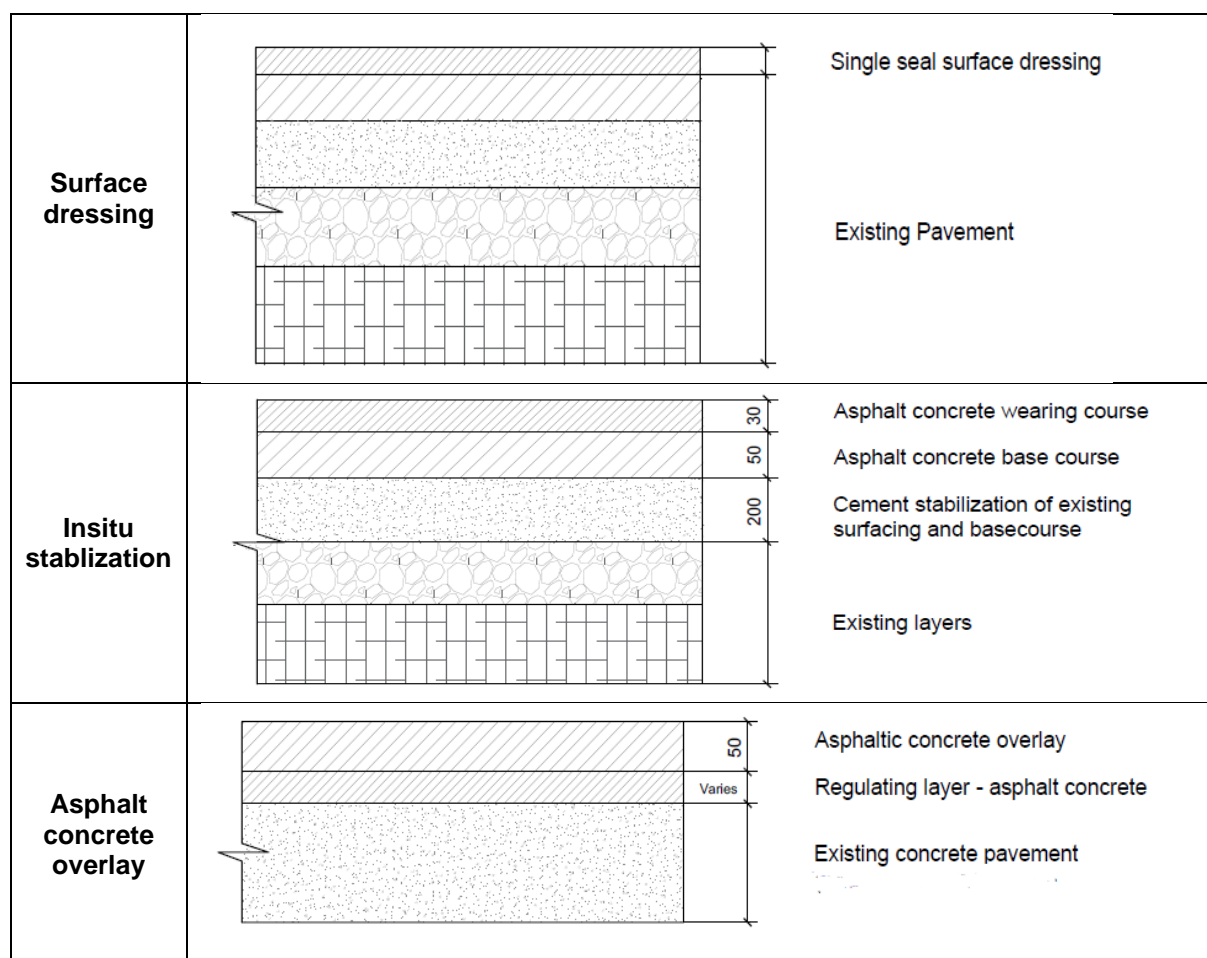 Surface
dressing
Single seal surface dressing
Existing Pavement
Insitu
stablization
30
Asphalt concrete wearing course
50
Asphalt concrete base course
200
Cement stabilization of existing
surfacing and basecourse
Existing layers
Asphalt
concrete
overlay
50
Asphaltic concrete overlay
Varies
Regulating layer - asphalt concrete
Existing concrete pavement